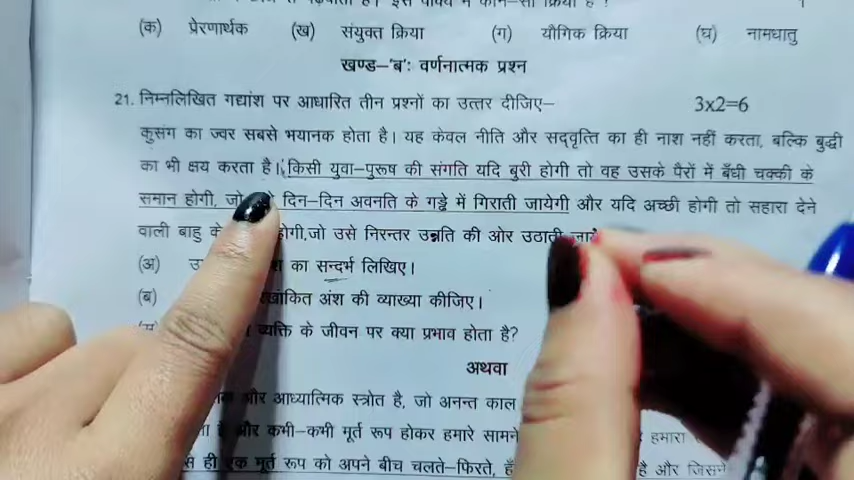 इस वाक्य में कौन-सी क्रिया है ?
(क) प्रेरणार्थक (ख) संयुक्त क्रिया (ग) यौगिक क्रिया (घ) नामधातु
खण्ड–'ब': वर्णनात्मक प्रश्न
21. निम्नलिखित गद्यांश पर आधारित तीन प्रश्नों का उत्तर दीजिए– 3x2=6
कुसंग का ज्वर सबसे भयानक होता है। यह केवल नीति और सद्वृत्ति का ही नाश नहीं करता, बल्कि बुद्धी
का भी क्षय करता है। किसी युवा–पुरूष की संगति यदि बुरी होगी तो वह उसके पैरों में बँधी चक्की के
समान होगी, दिन–दिन अवनति के गड्ढे में गिराती जायेगी और यदि अच्छी होगी तो सहारा देने
वाली बाहु के होगी,जो उसे निरन्तर उन्नति की ओर उठाती
(अ) का सन्दर्भ लिखिए।
(ब) अंश की व्याख्या कीजिए।
व्यक्ति के जीवन पर क्या प्रभाव होता है?
अथवा
और आध्यात्मिक स्त्रोत है, जो अनन्त काल
और कभी–कभी मूर्त रूप होकर हमारे सामने हमारा
ही एक मूर्त रूप को अपने बीच चलते–फिरते, है और जिसने